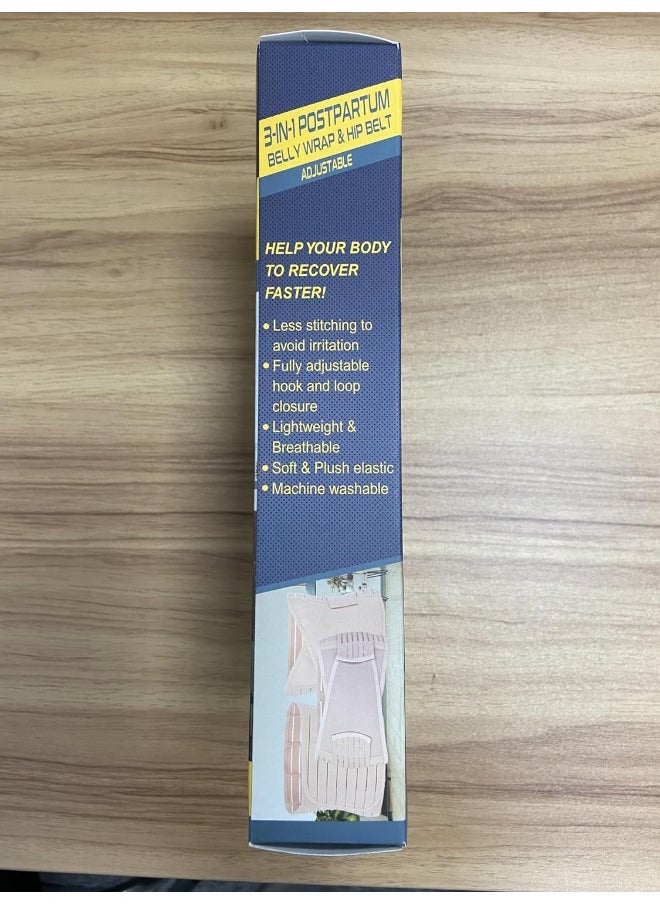 3-IN-1 POSTPARTUM
BELLY WRAP & HIP BELT
ADJUSTABLE
HELP YOUR BODY
TO RECOVER
FASTER!
• Less stitching to
avoid irritation
• Fully adjustable
hook and loop
closure
• Lightweight &
Breathable
• Soft & Plush elastic
• Machine washable